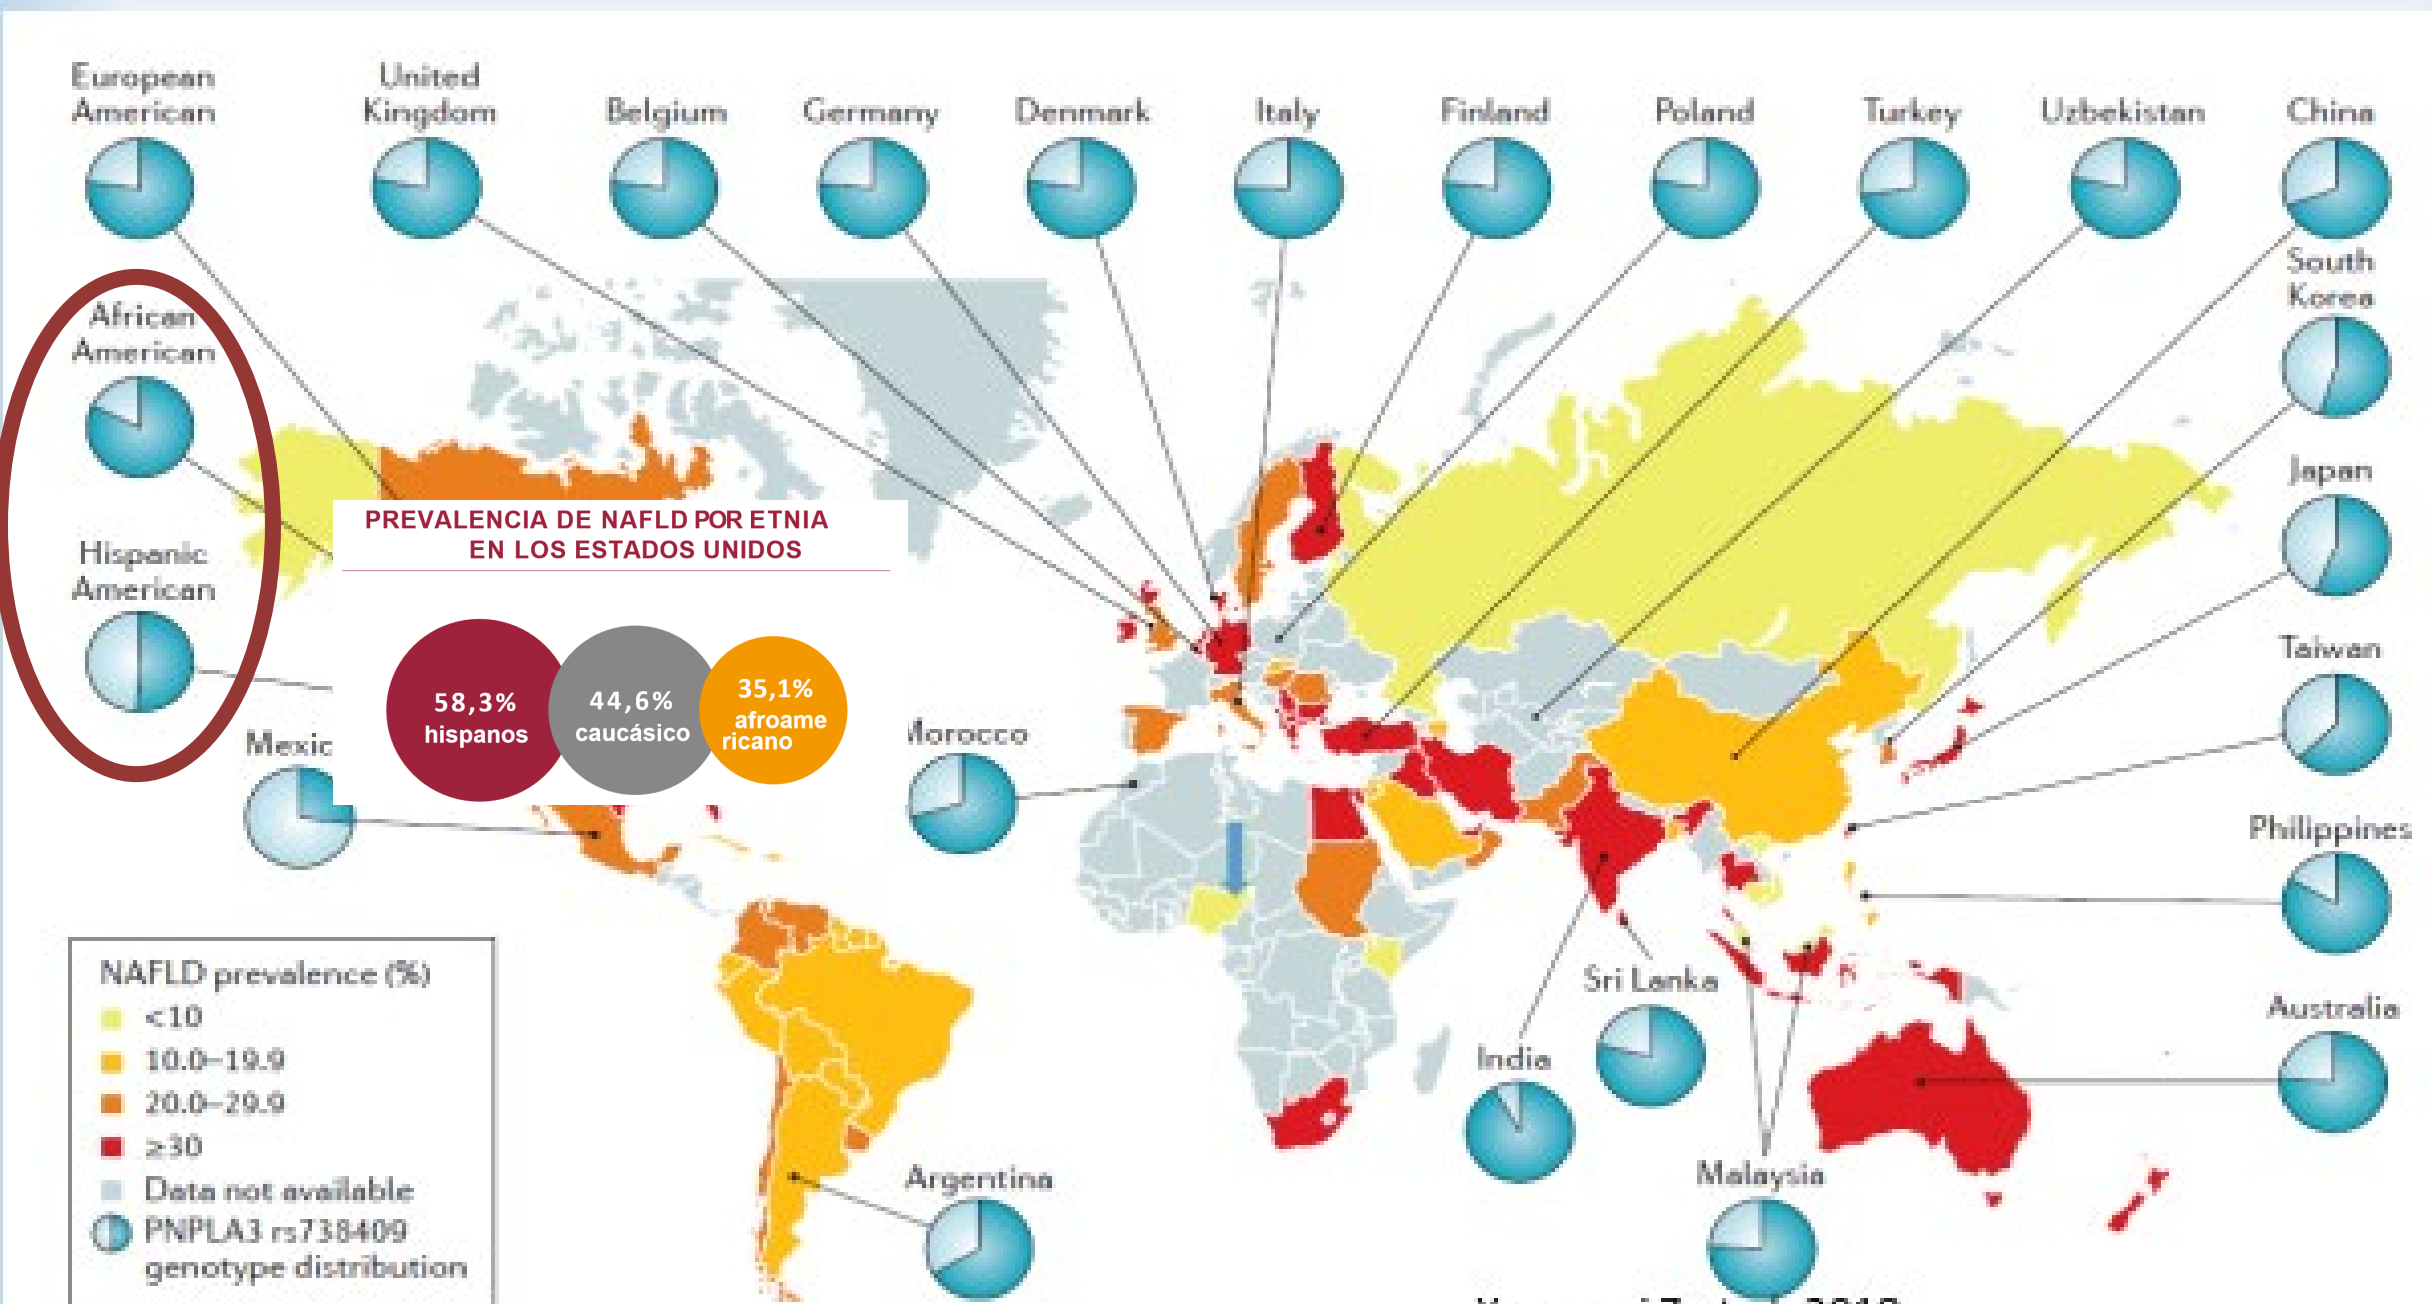 European
American
United
Kingdom
Belgium
Germany
Denmark
Italy
Finland
Poland
Turkey
Uzbekistan
China
South
Korea
African
American
Japan
PREVALENCIA DE NAFLD POR ETNIA
EN LOS ESTADOS UNIDOS
Hispanic
American
Taiwan
58,3%
hispanos
44,6%
caucásico
35,1%
afroame
ricano
Mexic
Morocco
Philippines
NAFLD prevalence (%)
<10
10.0–19.9
20.0–29.9
≥30
Data not available
PNPLA3 rs738409
genotype distribution
Sri Lanka
Australia
India
Argentina
Malaysia